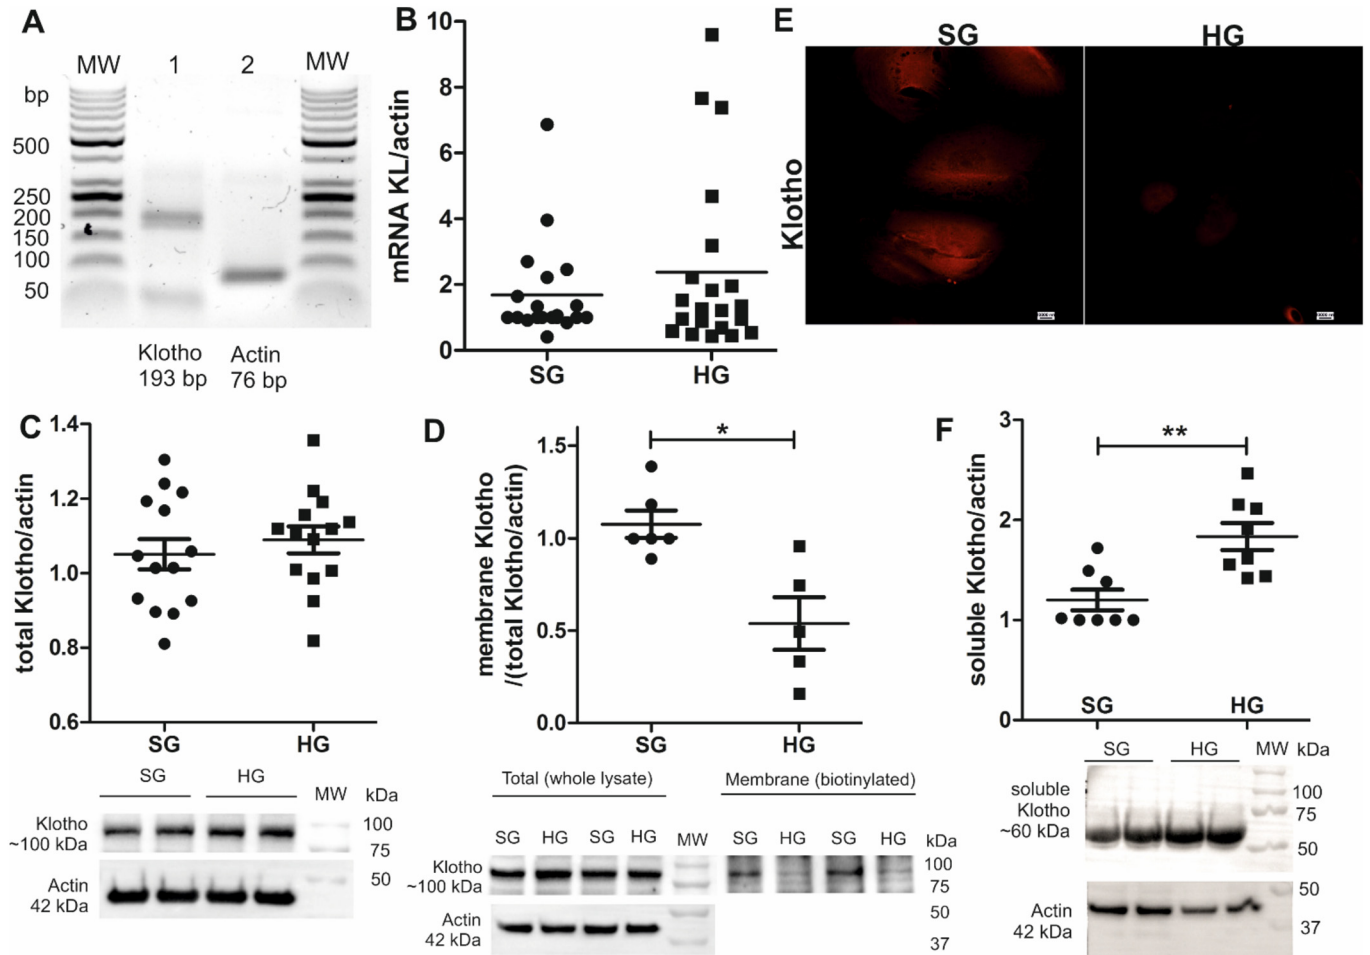 A
MW 1 2 MW
bp
500
250
200
150
100
50
Klotho
193 bp
Actin
76 bp
B
mRNA KL/actin
10
8
6
4
2
0
SG HG
E
SG HG
Klotho
C
total Klotho/actin
1.4
1.2
1.0
0.8
0.6
SG HG
SG HG
MW kDa
Klotho
~100 kDa
100
75
Actin
42 kDa
50
D
membrane Klotho
/(total Klotho/actin)
1.5
1.0
0.5
0.0
*
SG HG
Total (whole lysate) Membrane (biotinylated)
SG HG SG HG MW SG HG SG HG kDa
Klotho
~100 kDa
100
75
Actin
42 kDa
50
37
F
soluble Klotho/actin
3
2
1
0
**
SG HG
SG HG MW kDa
soluble
Klotho
~60 kDa
100
75
50
Actin
42 kDa
50
37